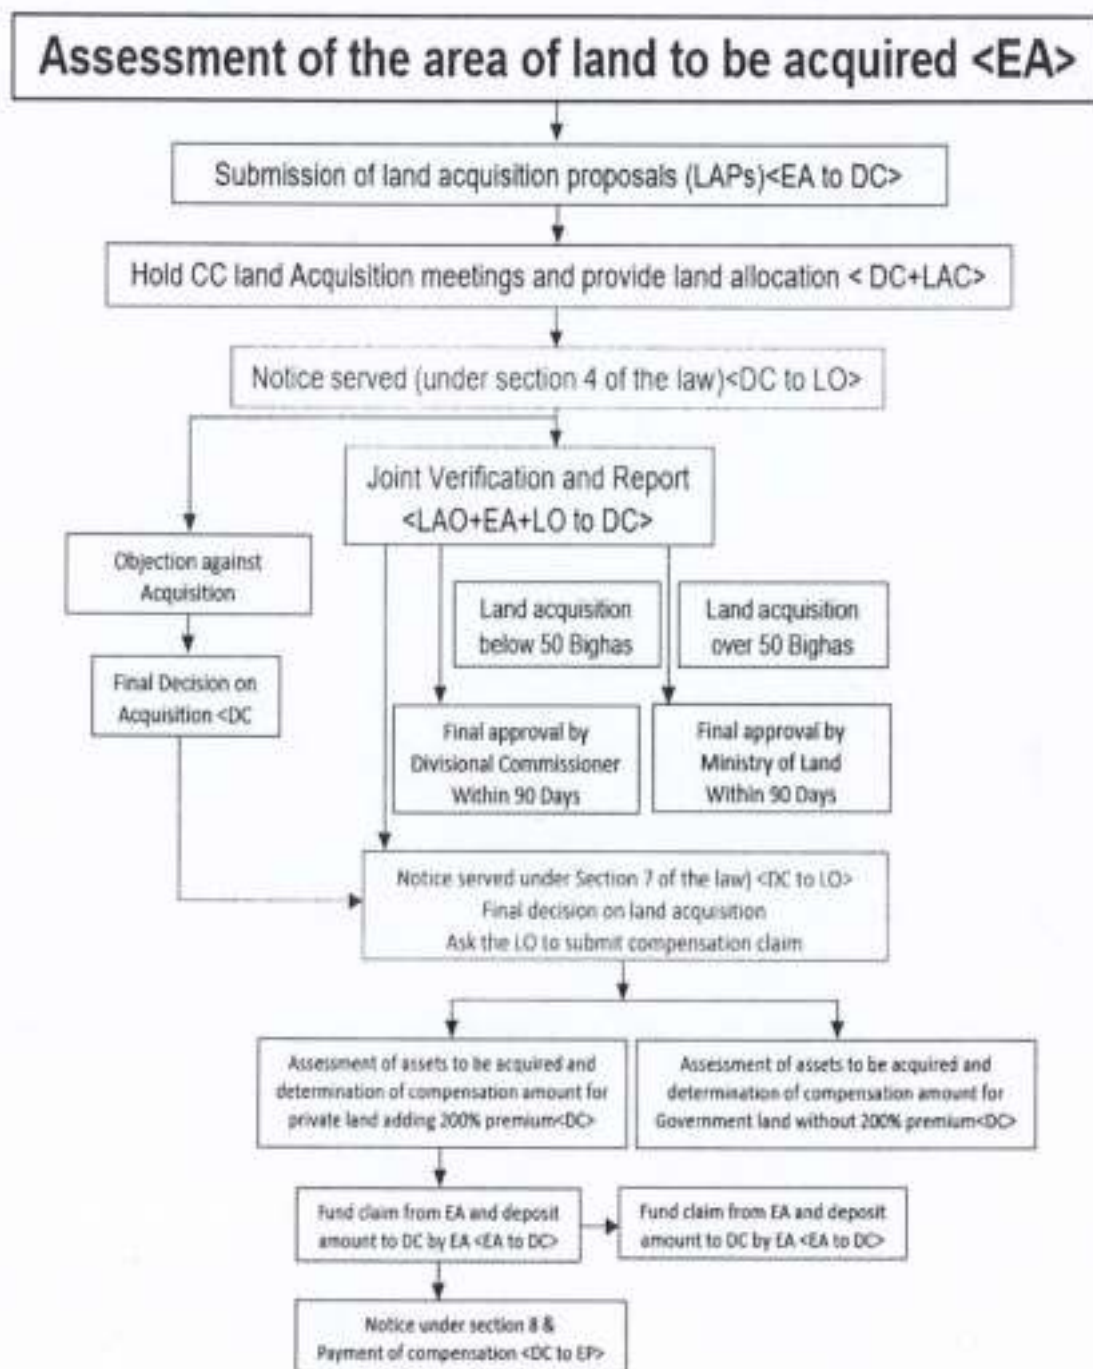 Assessment of the area of land to be acquired <EA>
Submission of land acquisition proposals (LAPs)<EA to DC>
Hold CC land Acquisition meetings and provide land allocation < DC+LAC>
Notice served (under section 4 of the law)<DC to LO>
Joint Verification and Report
<LAO+EA+LO to DC>
Objection against
Acquisition
Land acquisition
below 50 Bighas
Land acquisition
over 50 Bighas
Final Decision on
Acquisition <DC
Final approval by
Divisional Commissioner
Within 90 Days
Final approval by
Ministry of Land
Within 90 Days
Notice served under Section 7 of the law) <DC to LO>
Final decision on land acquisition
Ask the LO to submit compensation claim
Assessment of assets to be acquired and
determination of compensation amount for
private land adding 200% premium<DC>
Assessment of assets to be acquired and
determination of compensation amount for
Government land without 200% premium<DC>
Fund claim from EA and deposit
amount to DC by EA <EA to DC>
Fund claim from EA and deposit
amount to DC by EA <EA to DC>
Notice under section 8 &
Payment of compensation <DC to EP>